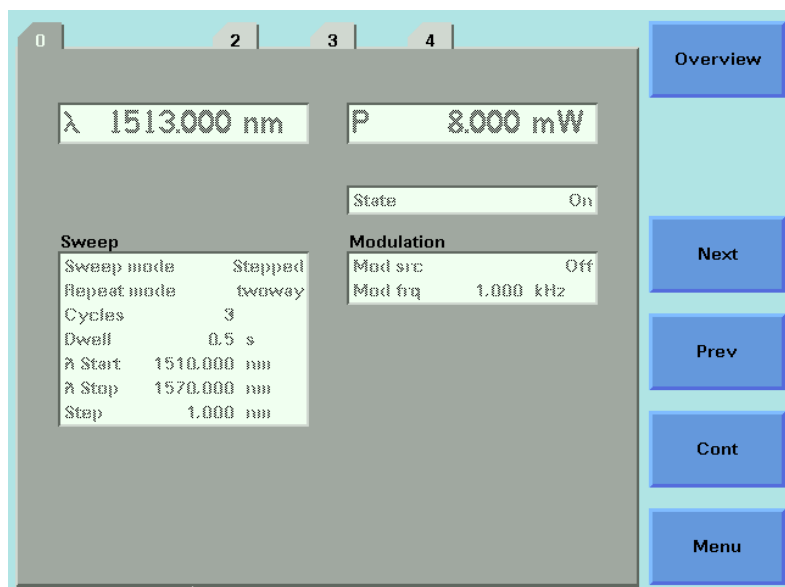 0 2 3 4
Overview
λ 1513.000 nm
P 8.000 mW
State On
Sweep
Sweep mode Stepped
Repeat mode twoway
Cycles 3
Dwell 0.5 s
λ Start 1510.000 nm
λ Stop 1570.000 nm
Step 1.000 nm
Modulation
Mod src Off
Mod frq 1.000 kHz
Next
Prev
Cont
Menu